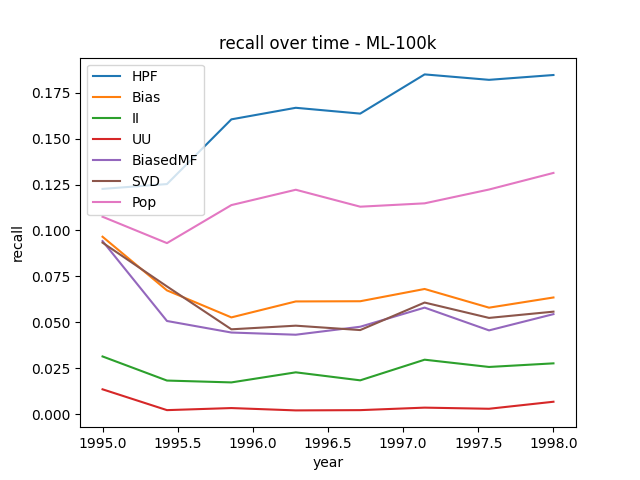 recall over time - ML-100k
HPF
Bias
II
UU
BiasedMF
SVD
Pop
0.175
0.150
0.125
0.100
0.075
0.050
0.025
0.000
recall
1995.0 1995.5 1996.0 1996.5 1997.0 1997.5 1998.0
year